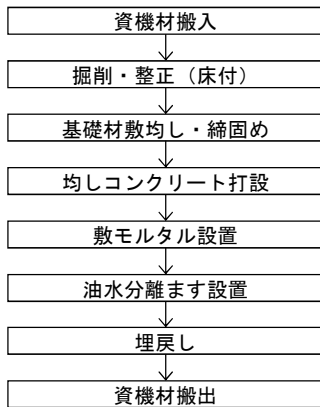 資機材搬入
掘削・整正（床付）
基礎材敷均し・締固め
均しコンクリート打設
敷モルタル設置
油水分離ます設置
埋戻し
資機材搬出